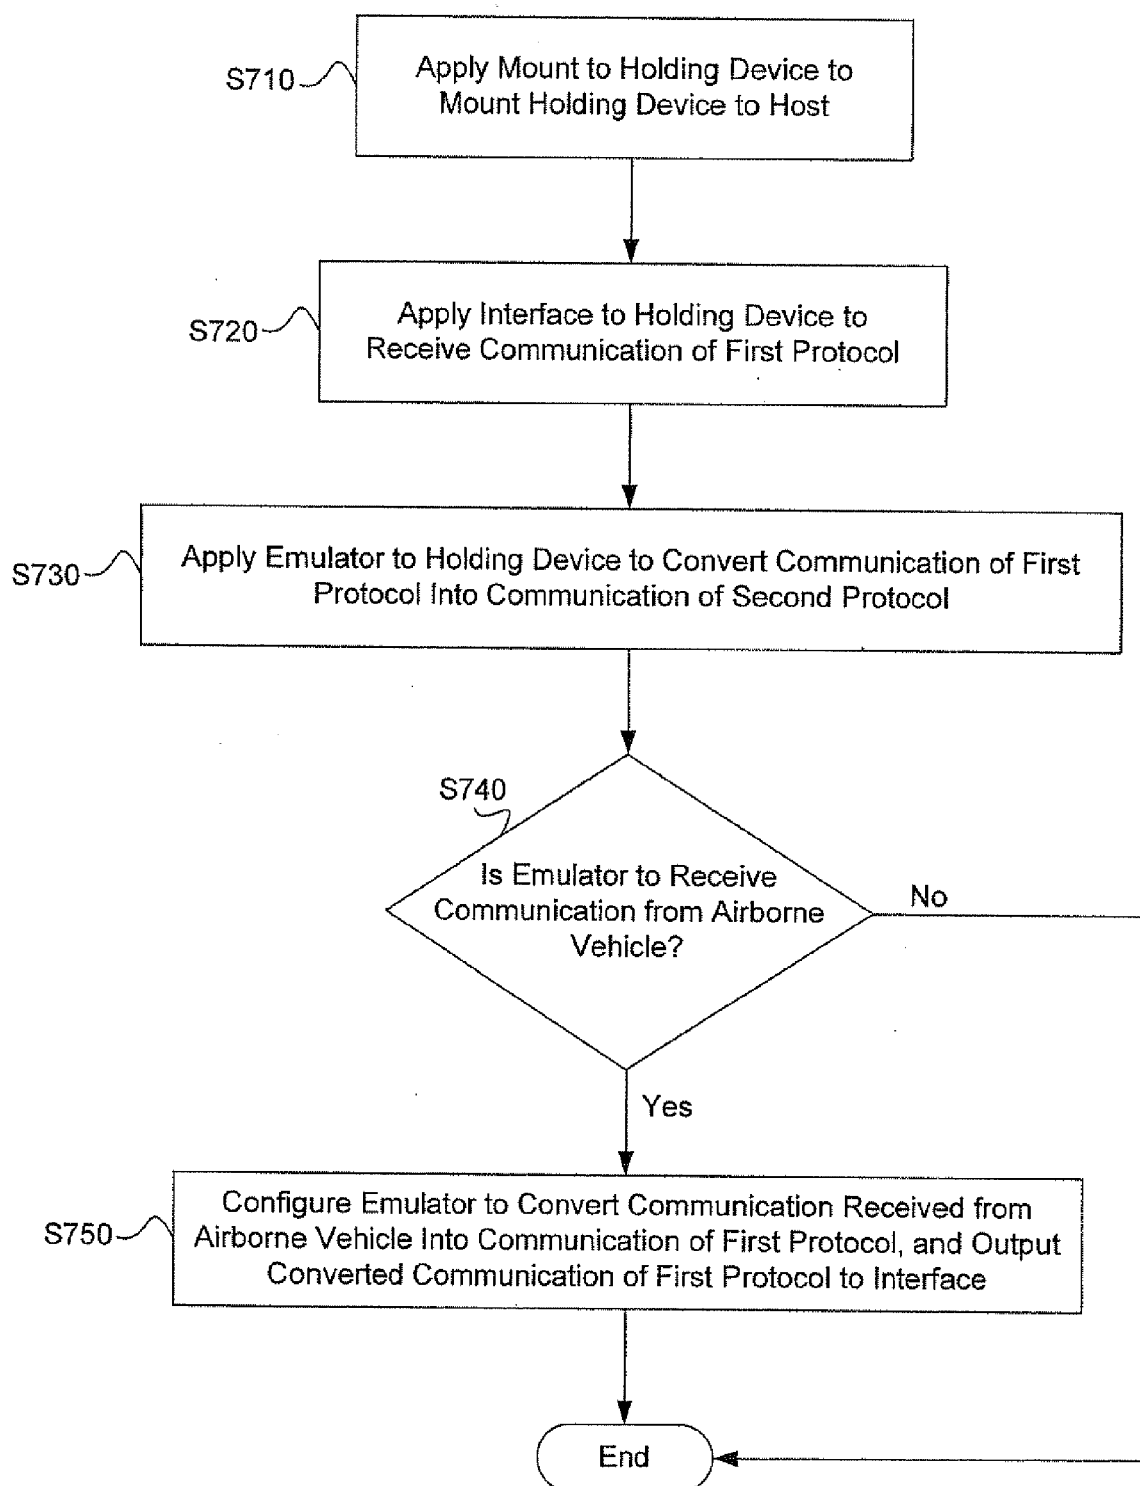 S710
Apply Mount to Holding Device to
Mount Holding Device to Host
S720
Apply Interface to Holding Device to
Receive Communication of First Protocol
S730
Apply Emulator to Holding Device to Convert Communication of First
Protocol Into Communication of Second Protocol
S740
Is Emulator to Receive
Communication from Airborne
Vehicle?
No
Yes
S750
Configure Emulator to Convert Communication Received from
Airborne Vehicle Into Communication of First Protocol, and Output
Converted Communication of First Protocol to Interface
End